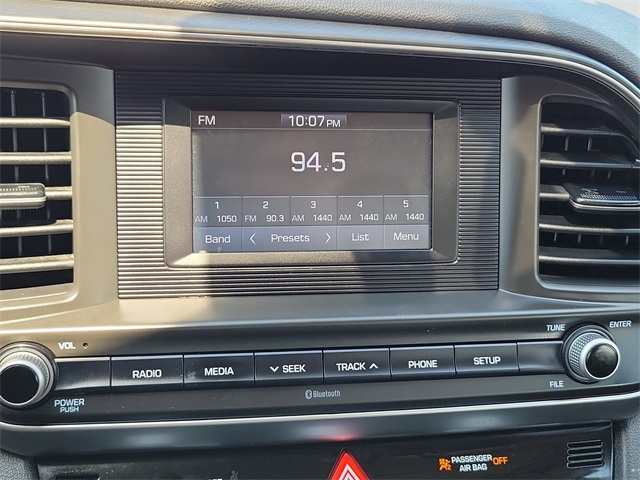 FM 10:07 PM
94.5
1 2 3 4 5
AM 1050 FM 90.3 AM 1440 AM 1440 AM 1440
Band < Presets > List Menu
VOL TUNE ENTER
RADIO MEDIA SEEK TRACK PHONE SETUP
POWER PUSH Bluetooth FILE
PASSENGER
AIR BAG OFF